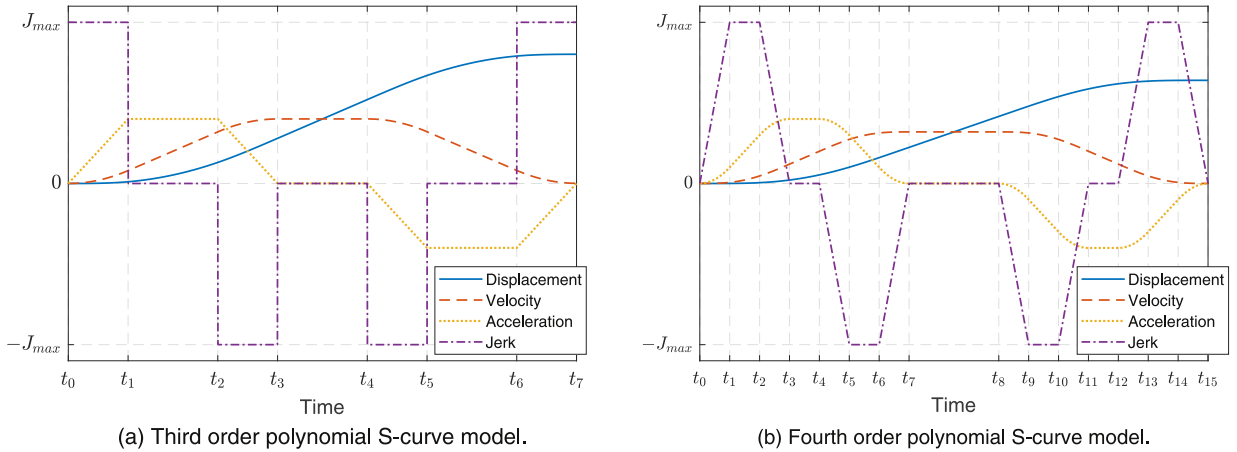 J_max
0
−J_max
t_0 t_1 t_2 t_3 t_4 t_5 t_6 t_7
Time
Displacement
Velocity
Acceleration
Jerk
(a) Third order polynomial S-curve model.
J_max
0
−J_max
t_0 t_1 t_2 t_3 t_4 t_5 t_6 t_7 t_8 t_9 t_10 t_11 t_12 t_13 t_14 t_15
Time
Displacement
Velocity
Acceleration
Jerk
(b) Fourth order polynomial S-curve model.